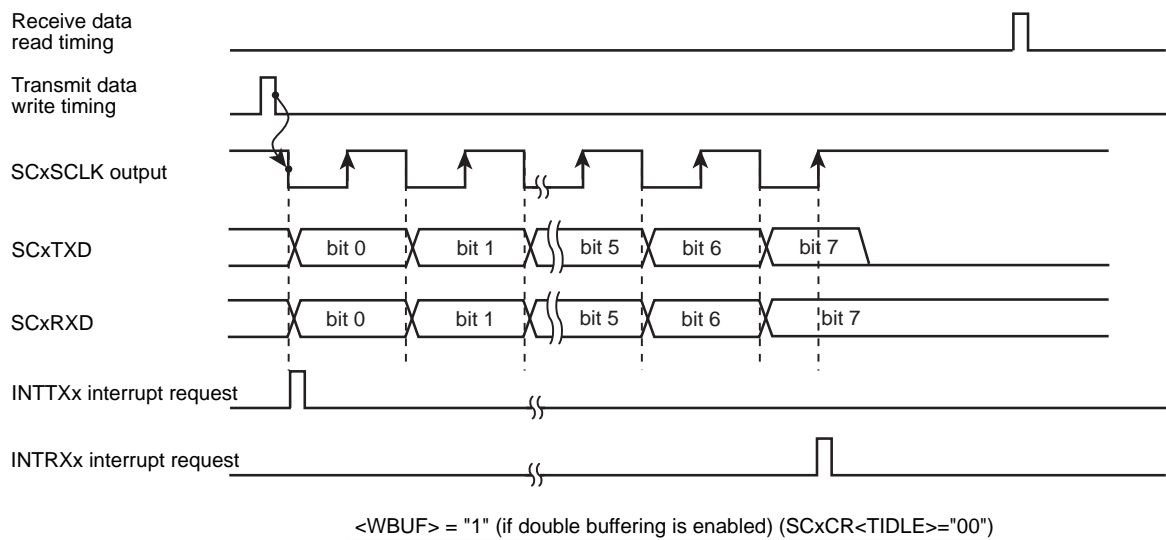 Receive data
read timing
Transmit data
write timing
SCxSCLK output
SCxTXD
bit 0
bit 1
bit 5
bit 6
bit 7
SCxRXD
bit 0
bit 1
bit 5
bit 6
bit 7
INTTXx interrupt request
INTRXx interrupt request
<WBUF> = "1" (if double buffering is enabled) (SCxCR<TIDLE>="00")